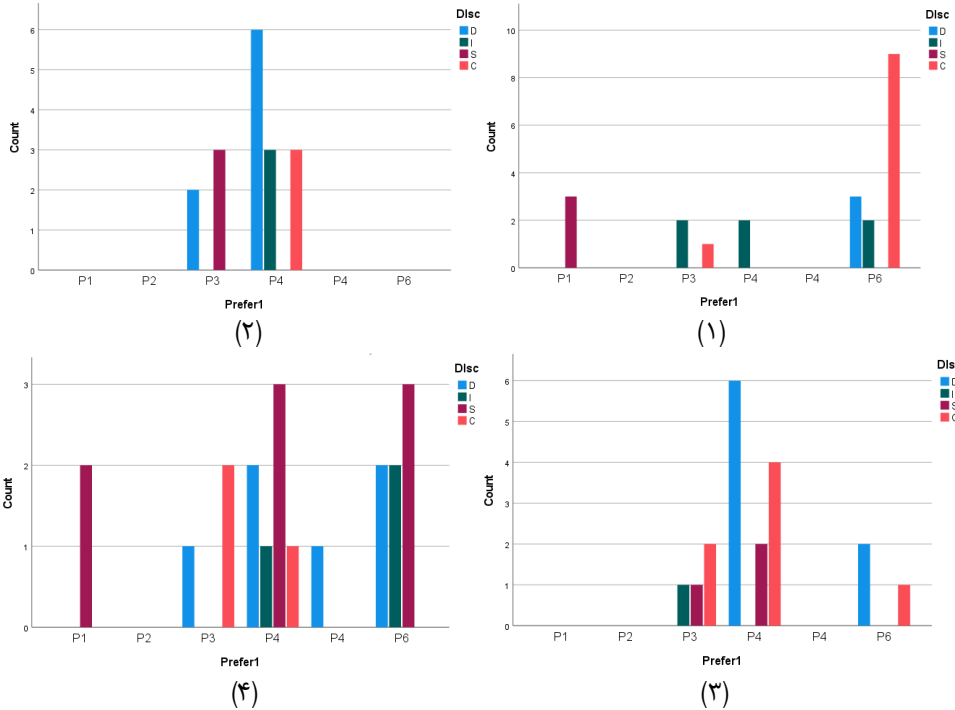 DIsc
D
I
S
C
6
5
4
3
2
1
0
Count
P1 P2 P3 P4 P4 P6
Prefer1
(۲)
DIsc
D
I
S
C
10
8
6
4
2
0
Count
P1 P2 P3 P4 P4 P6
Prefer1
(۱)
DIsc
D
I
S
C
3
2
1
0
Count
P1 P2 P3 P4 P4 P6
Prefer1
(۴)
DIsc
D
I
S
C
6
5
4
3
2
1
0
Count
P1 P2 P3 P4 P4 P6
Prefer1
(۳)